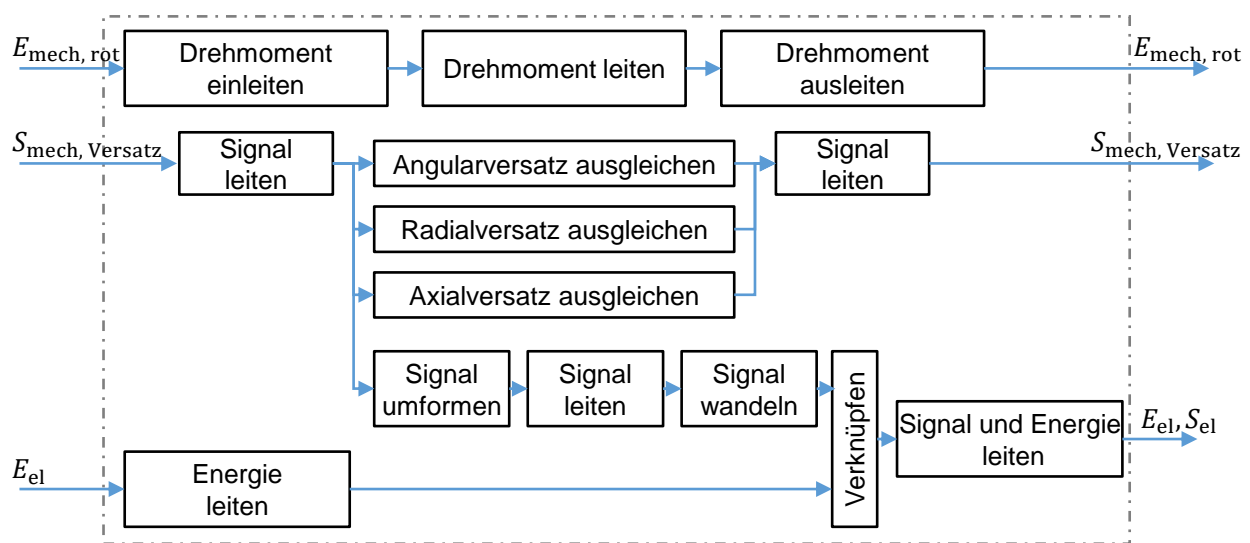 E_mech, rot
Drehmoment
einleiten
Drehmoment leiten
Drehmoment
ausleiten
E_mech, rot
S_mech, Versatz
Signal
leiten
Angularversatz ausgleichen
Signal
leiten
S_mech, Versatz
Radialversatz ausgleichen
Axialversatz ausgleichen
Signal
umformen
Signal
leiten
Signal
wandeln
Verknüpfen
Signal und Energie
leiten
E_el, S_el
E_el
Energie
leiten